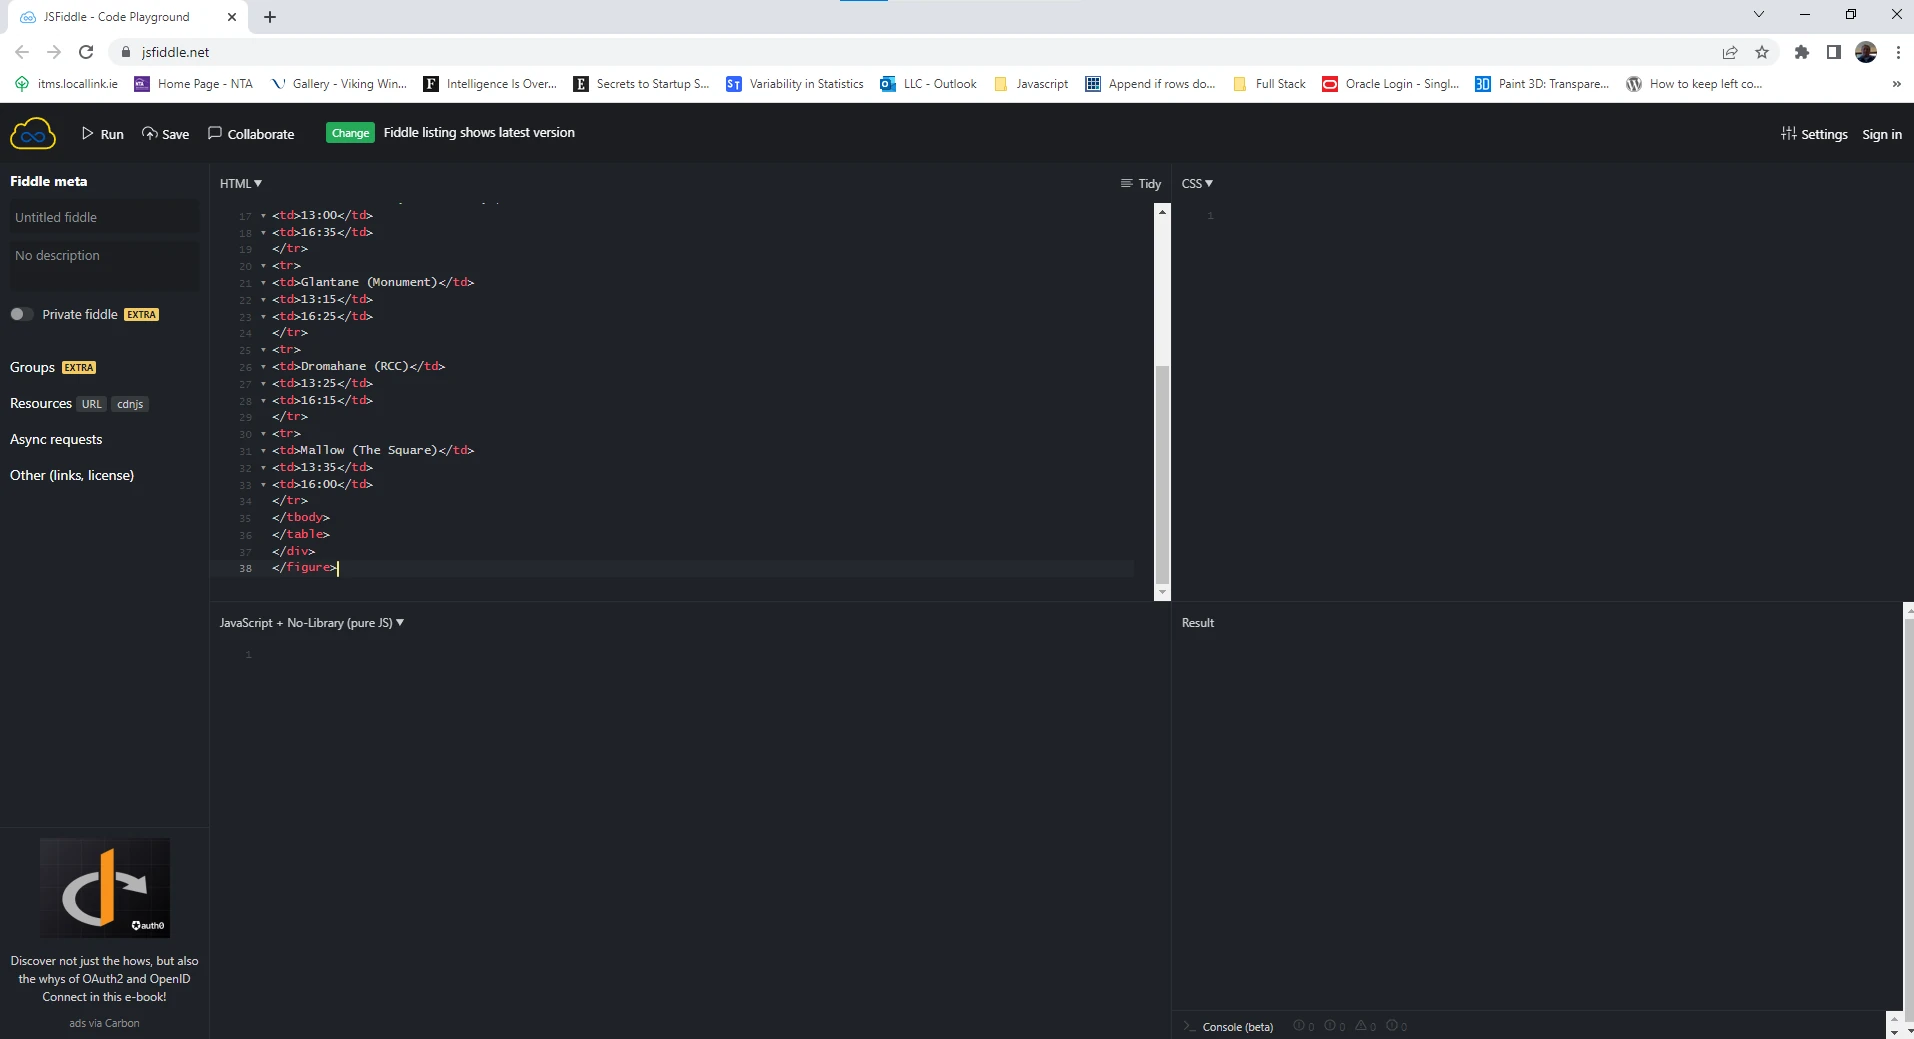 JSFiddle - Code Playground
jsfiddle.net
itms.locallink.ie
Home Page - NTA
Gallery - Viking Win...
Intelligence Is Over...
Secrets to Startup S...
Variability in Statistics
LLC - Outlook
Javascript
Append if rows do...
Full Stack
Oracle Login - Singl...
Paint 3D: Transpare...
How to keep left co...
»
Run
Save
Collaborate
Change
Fiddle listing shows latest version
Settings
Sign in
Fiddle meta
Untitled fiddle
No description
Private fiddle EXTRA
Groups EXTRA
Resources URL cdnjs
Async requests
Other (links, license)
auth0
Discover not just the hows, but also
the whys of OAuth2 and OpenID
Connect in this e-book!
ads via Carbon
HTML
Tidy
17 <td>13:00</td>
18 <td>16:35</td>
19 </tr>
20 <tr>
21 <td>Glantane (Monument)</td>
22 <td>13:15</td>
23 <td>16:25</td>
24 </tr>
25 <tr>
26 <td>Dromahane (RCC)</td>
27 <td>13:25</td>
28 <td>16:15</td>
29 </tr>
30 <tr>
31 <td>Mallow (The Square)</td>
32 <td>13:35</td>
33 <td>16:00</td>
34 </tr>
35 </tbody>
36 </table>
37 </div>
38 </figure>
CSS
1
JavaScript + No-Library (pure JS)
1
Result
>_ Console (beta) 0 0 0 0